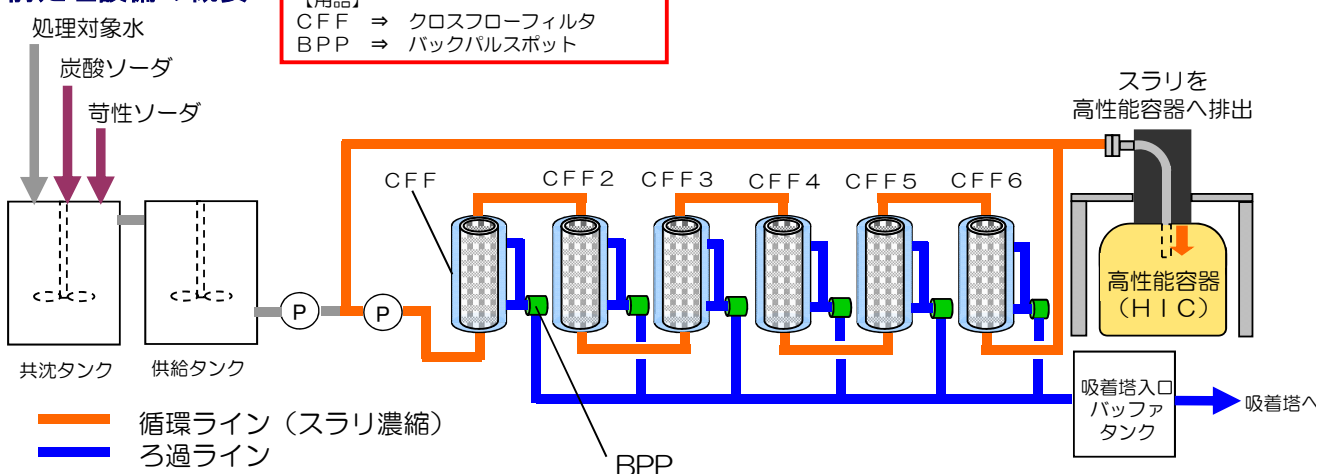 【用語】
CFF ⇒ クロスフローフィルタ
BPP ⇒ バックパルスポット
処理対象水
炭酸ソーダ
苛性ソーダ
スラリを
高性能容器へ排出
CFF
CFF2
CFF3
CFF4
CFF5
CFF6
高性能容器
(HIC)
P
P
共沈タンク
供給タンク
吸着塔入口
バッファ
タンク
吸着塔へ
循環ライン（スラリ濃縮）
ろ過ライン
BPP